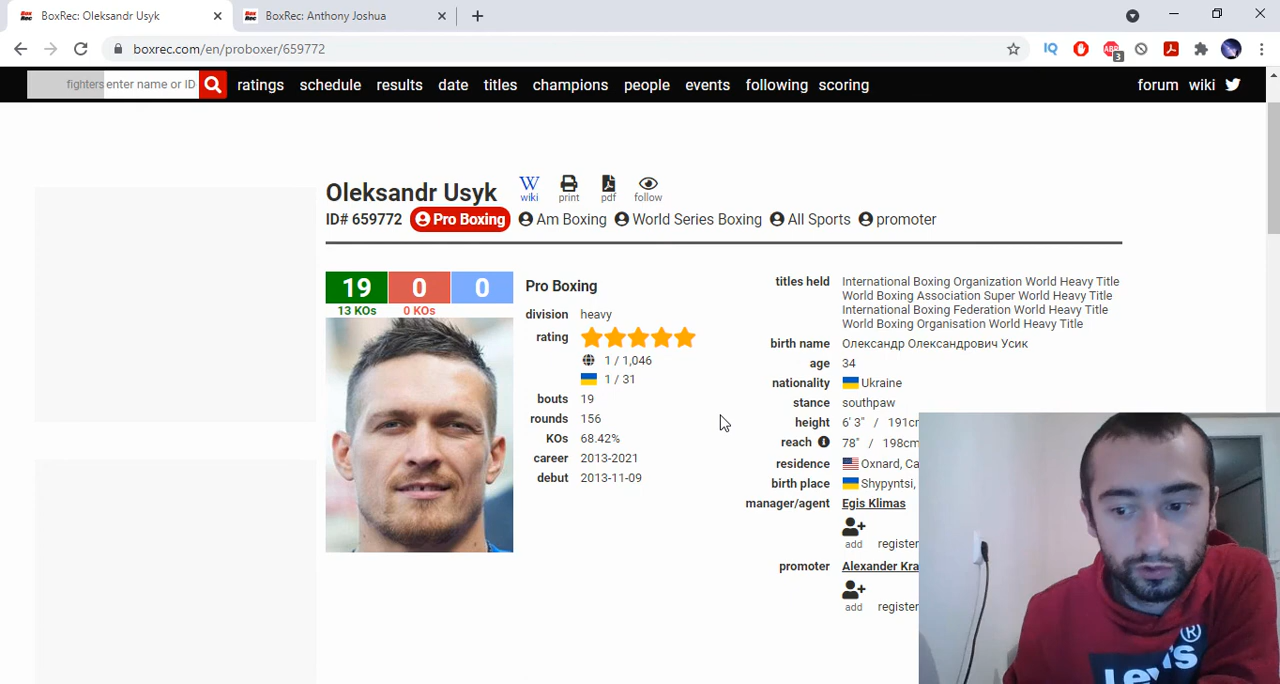 BoxRec: Oleksandr Usyk
BoxRec: Anthony Joshua
boxrec.com/en/proboxer/659772
IQ
ABP
3
fighters enter name or ID
ratings schedule results date titles champions people events following scoring forum wiki
Oleksandr Usyk
wiki print pdf follow
ID# 659772 Pro Boxing Am Boxing World Series Boxing All Sports promoter
19 0 0
13 KOs 0 KOs
Pro Boxing
division heavy
rating
1 / 1,046
1 / 31
bouts 19
rounds 156
KOs 68.42%
career 2013-2021
debut 2013-11-09
titles held International Boxing Organization World Heavy Title
World Boxing Association Super World Heavy Title
International Boxing Federation World Heavy Title
World Boxing Organisation World Heavy Title
birth name Олександр Олександрович Усик
age 34
nationality Ukraine
stance southpaw
height 6′ 3″ / 191cm
reach 78″ / 198cm
residence Oxnard, Ca
birth place Shypyntsi,
manager/agent Egis Klimas
add register
promoter Alexander Kra
add register
Levi's
®